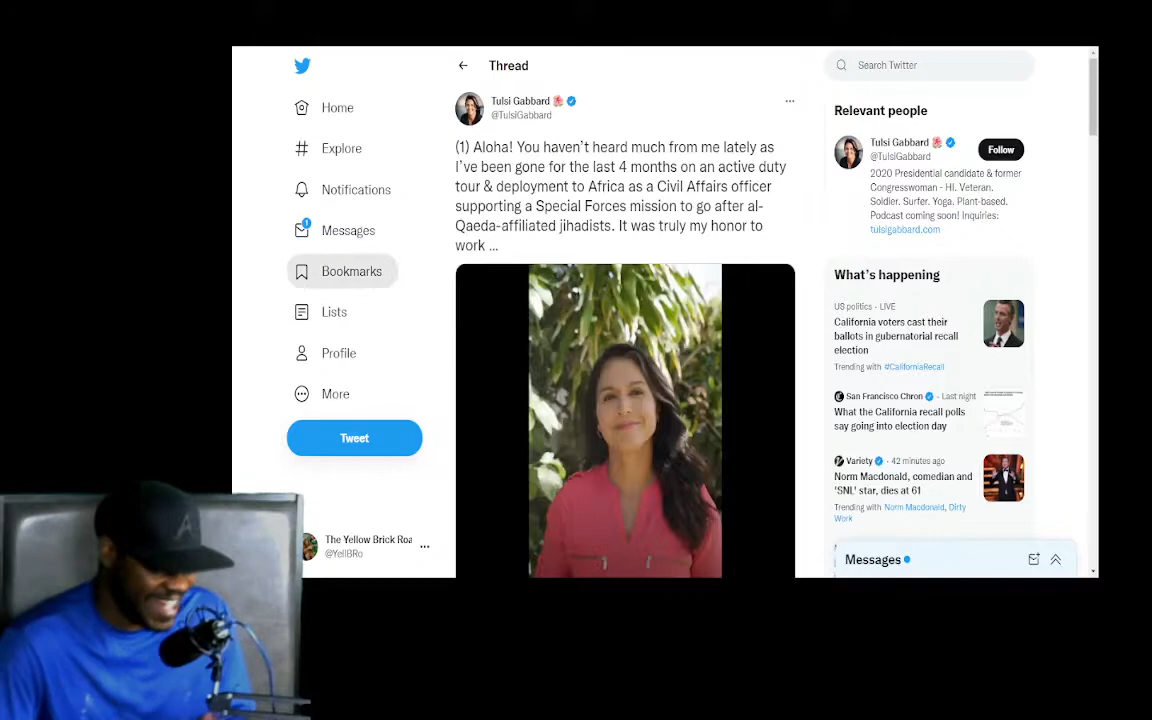 Home
Explore
Notifications
1
Messages
Bookmarks
Lists
Profile
More
Tweet
The Yellow Brick Roa
@YellBRo
Thread
Tulsi Gabbard
@TulsiGabbard
(1) Aloha! You haven't heard much from me lately as
I've been gone for the last 4 months on an active duty
tour & deployment to Africa as a Civil Affairs officer
supporting a Special Forces mission to go after al-
Qaeda-affiliated jihadists. It was truly my honor to
work ...
Search Twitter
Relevant people
Tulsi Gabbard
@TulsiGabbard
Follow
2020 Presidential candidate & former
Congresswoman - HI. Veteran.
Soldier. Surfer. Yoga. Plant-based.
Podcast coming soon! Inquiries:
tulsigabbard.com
What's happening
US politics · LIVE
California voters cast their
ballots in gubernatorial recall
election
Trending with #CaliforniaRecall
San Francisco Chron · Last night
What the California recall polls
say going into election day
Variety · 42 minutes ago
Norm Macdonald, comedian and
'SNL' star, dies at 61
Trending with Norm Macdonald, Dirty
Work
Messages
A